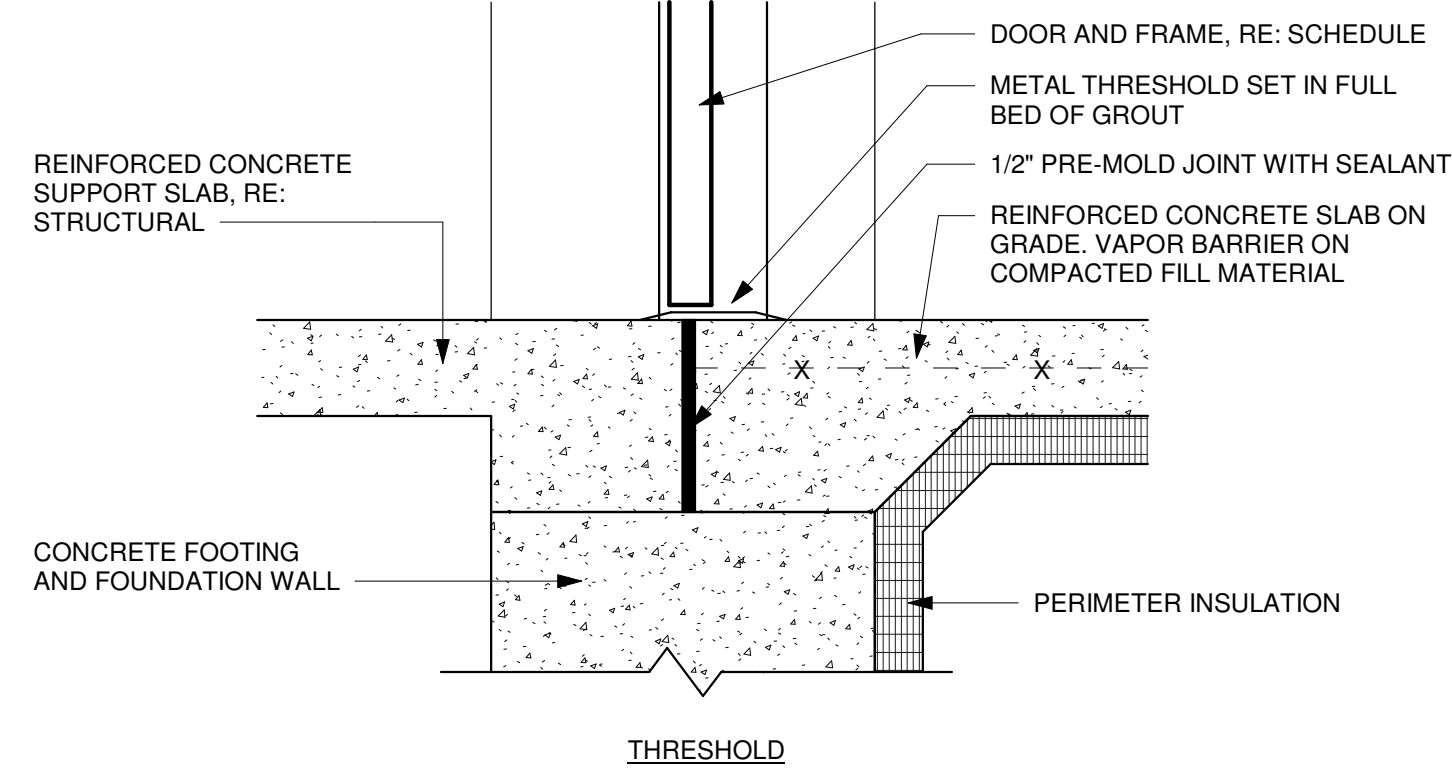 DOOR AND FRAME, RE: SCHEDULE
METAL THRESHOLD SET IN FULL
BED OF GROUT
1/2" PRE-MOLD JOINT WITH SEALANT
REINFORCED CONCRETE SLAB ON
GRADE. VAPOR BARRIER ON
COMPACTED FILL MATERIAL
REINFORCED CONCRETE
SUPPORT SLAB, RE:
STRUCTURAL
X X
CONCRETE FOOTING
AND FOUNDATION WALL
PERIMETER INSULATION
THRESHOLD